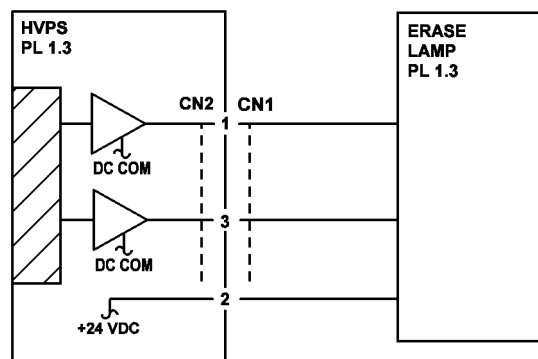 HVPS
PL 1.3
ERASE
LAMP
PL 1.3
CN2 CN1
1
DC COM
3
DC COM
2
+24 VDC